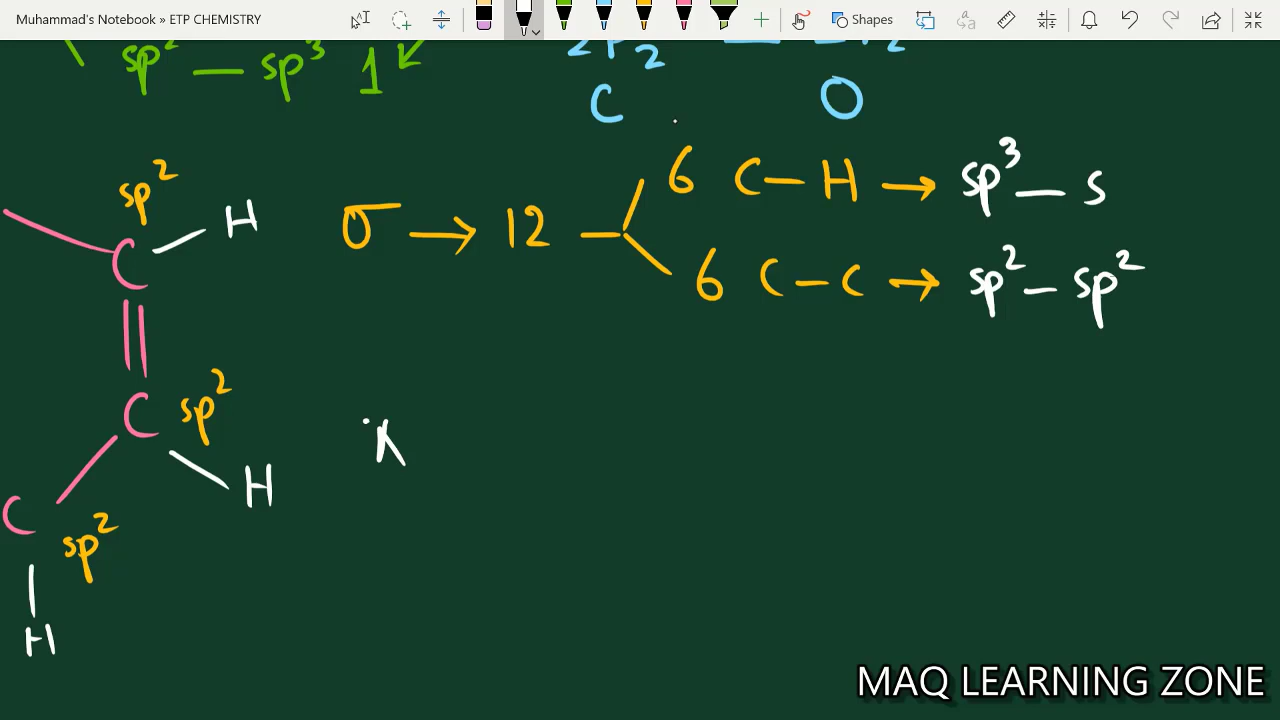 Muhammad's Notebook » ETP CHEMISTRY
Shapes
sp² — sp³ 1
C O
sp²
H
σ → 12
6 C — H → sp³ — s
6 C — C → sp² — sp²
C
C sp²
H
C sp²
H
MAQ LEARNING ZONE